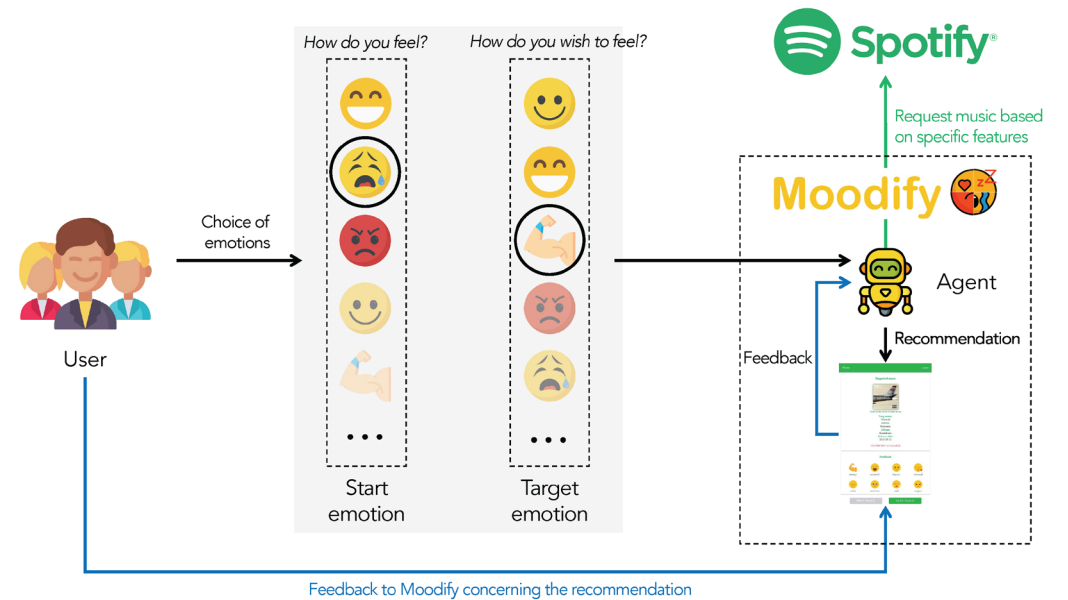 How do you feel?
How do you wish to feel?
Spotify®
Request music based
on specific features
Moodify
zZ
Choice of
emotions
Agent
User
Recommendation
Feedback
Start
emotion
Target
emotion
Feedback to Moodify concerning the recommendation